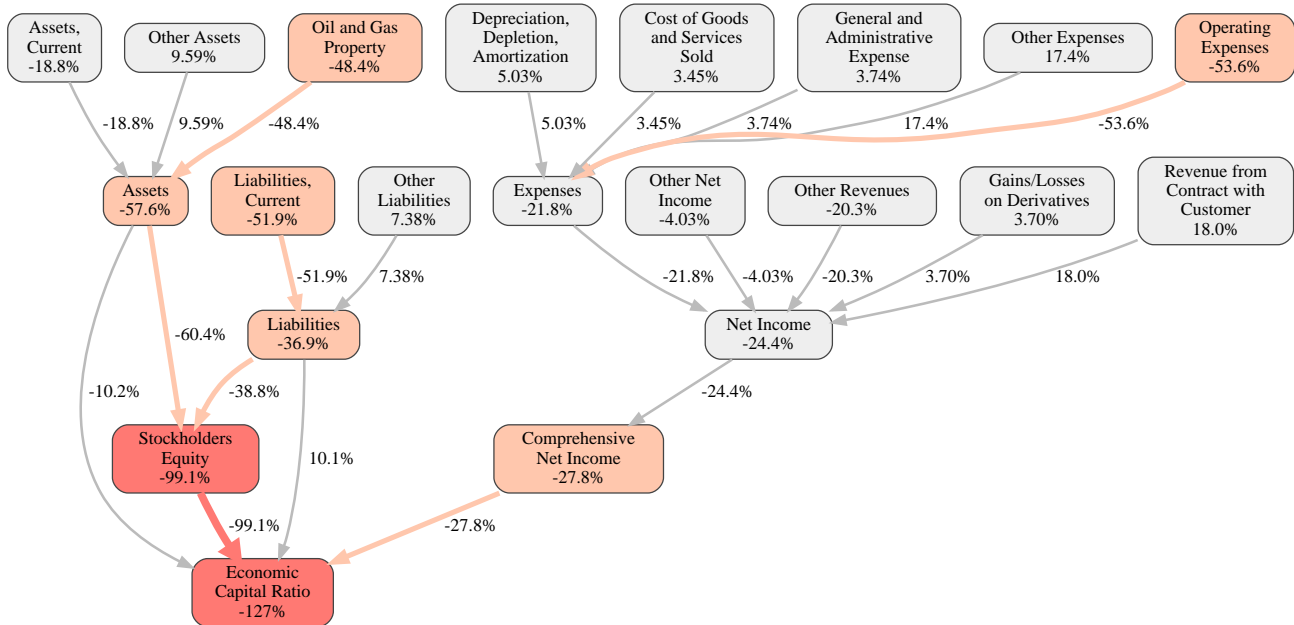 Assets,
Current
-18.8%
Other Assets
9.59%
Oil and Gas
Property
-48.4%
Depreciation,
Depletion,
Amortization
5.03%
Cost of Goods
and Services
Sold
3.45%
General and
Administrative
Expense
3.74%
Other Expenses
17.4%
Operating
Expenses
-53.6%
-18.8%
9.59%
-48.4%
5.03%
3.45%
3.74%
17.4%
-53.6%
Assets
-57.6%
Liabilities,
Current
-51.9%
Other
Liabilities
7.38%
Expenses
-21.8%
Other Net
Income
-4.03%
Other Revenues
-20.3%
Gains/Losses
on Derivatives
3.70%
Revenue from
Contract with
Customer
18.0%
-51.9%
7.38%
-21.8%
-4.03%
-20.3%
3.70%
18.0%
-60.4%
Liabilities
-36.9%
Net Income
-24.4%
-10.2%
-38.8%
-24.4%
Stockholders
Equity
-99.1%
10.1%
Comprehensive
Net Income
-27.8%
-99.1%
-27.8%
Economic
Capital Ratio
-127%